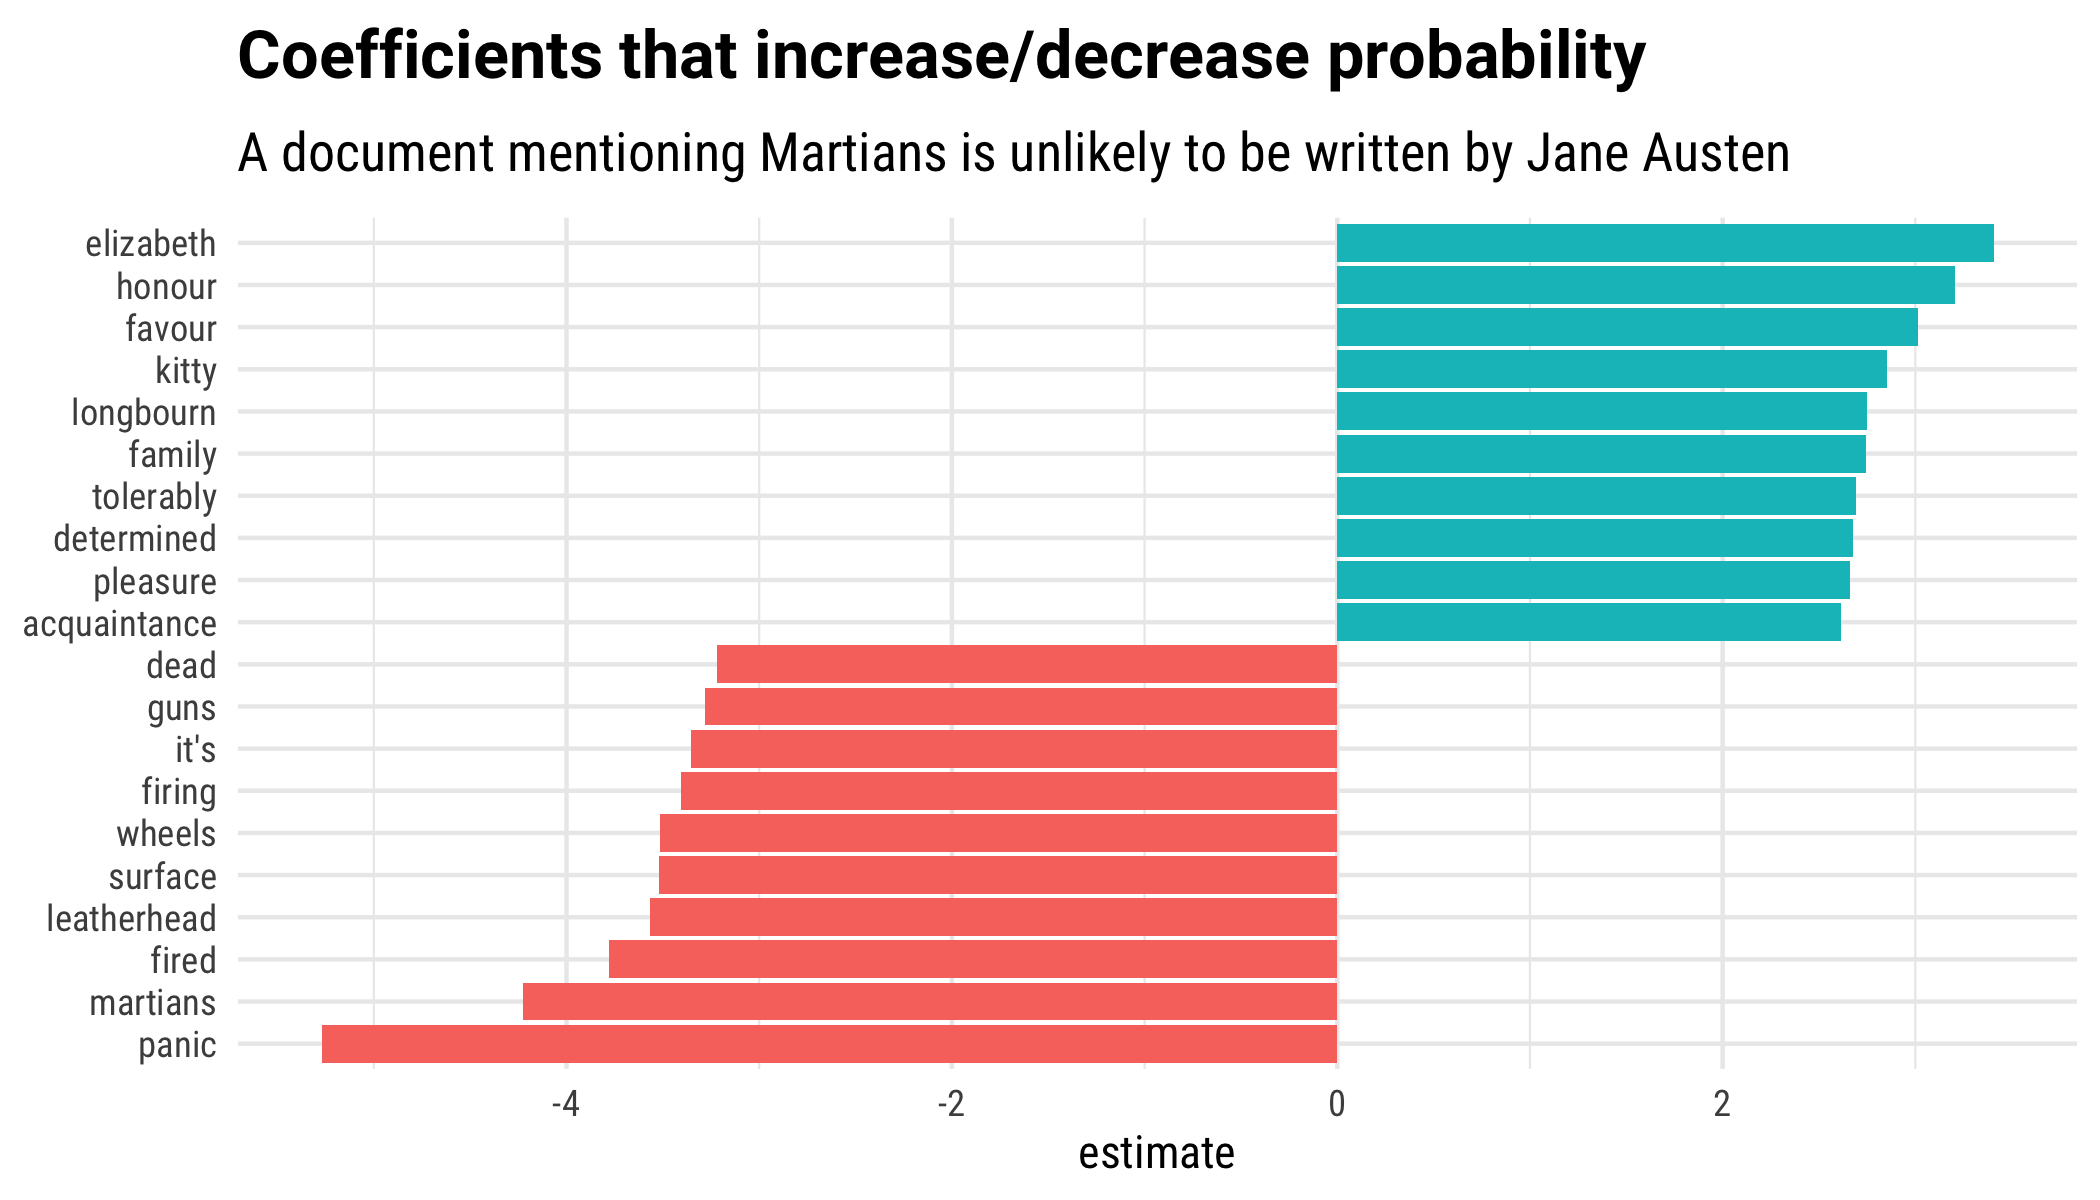 Coefficients that increase/decrease probability
A document mentioning Martians is unlikely to be written by Jane Austen
elizabeth
honour
favour
kitty
longbourn
family
tolerably
determined
pleasure
acquaintance
dead
guns
it's
firing
wheels
surface
leatherhead
fired
martians
panic
-4 -2 0 2
estimate